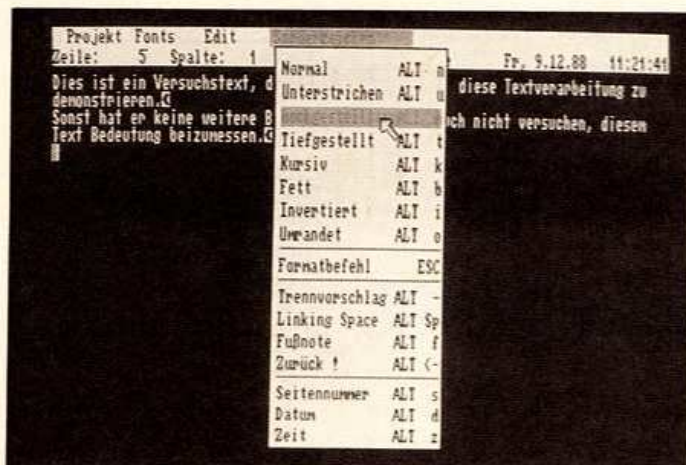 Projekt Fonts Edit
Zeile: 5 Spalte: 1 Fr, 9.12.88 11:21:41
Dies ist ein Versuchstext, d diese Textverarbeitung zu
demonstrieren.
Sonst hat er keine weitere B uch nicht versuchen, diesem
Text Bedeutung beizumessen.
Normal ALT n
Unterstrichen ALT u
Hochgestellt
Tiefgestellt ALT t
Kursiv ALT k
Fett ALT b
Invertiert ALT i
Umrandet ALT o
Formatbefehl ESC
Trennvorschlag ALT -
Linking Space ALT Sp
Fußnote ALT f
Zurück ! ALT <-
Seitennummer ALT s
Datum ALT d
Zeit ALT z